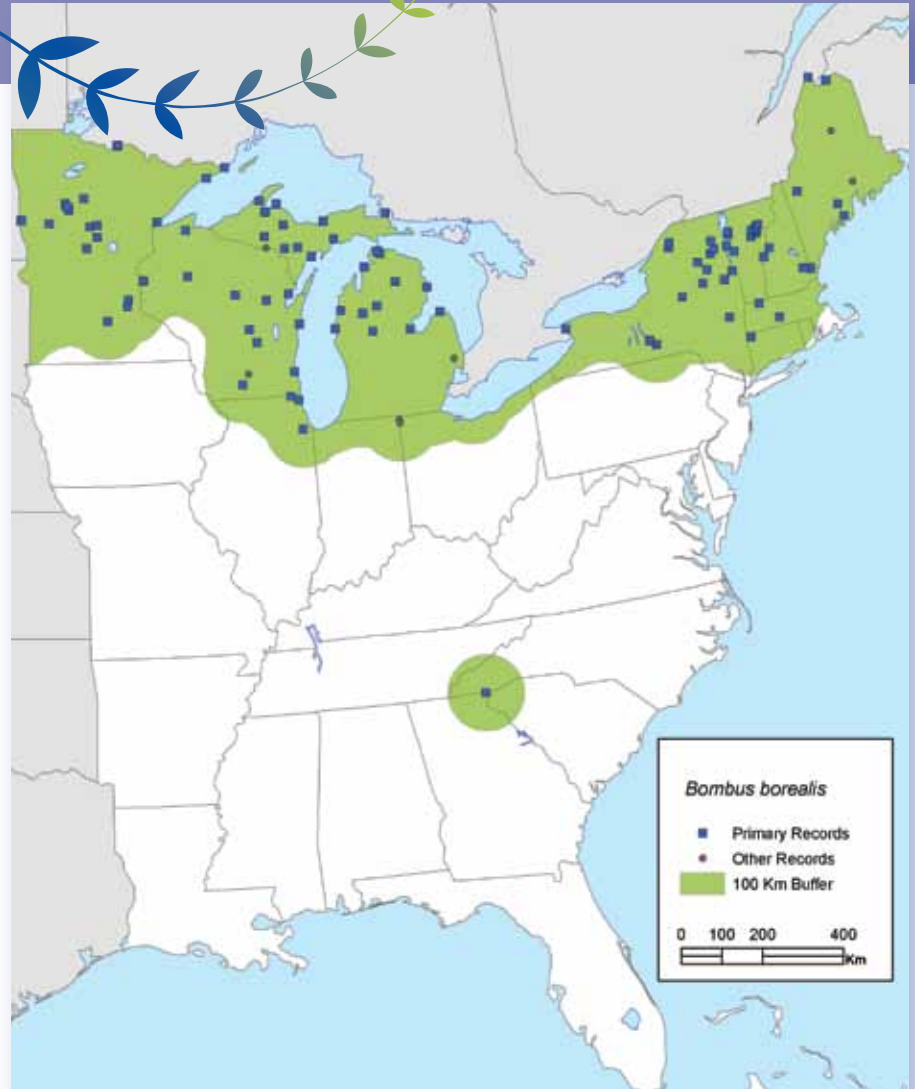 Bombus borealis
Primary Records
Other Records
100 Km Buffer
0 100 200 400
Km